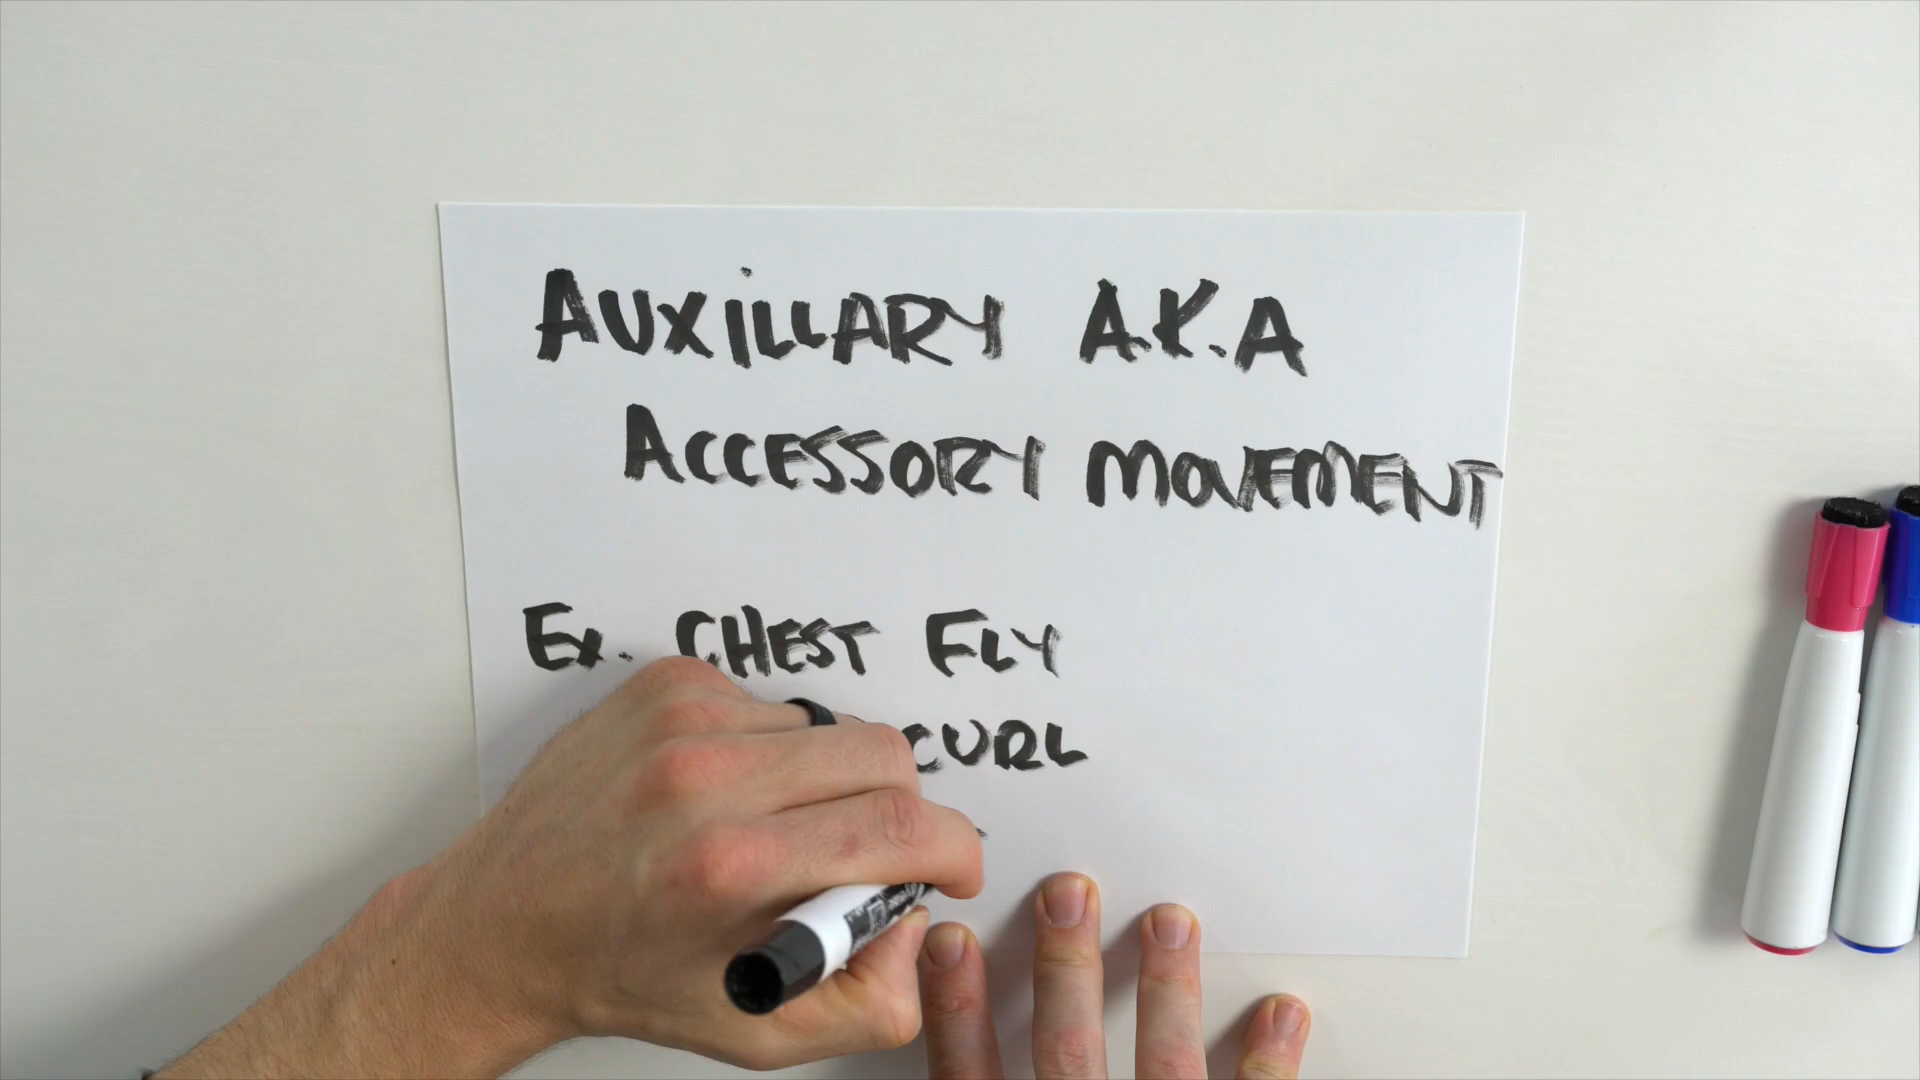 AUXILLARY A.K.A
ACCESSORY MOVEMENT
EX. CHEST FLY
CURL